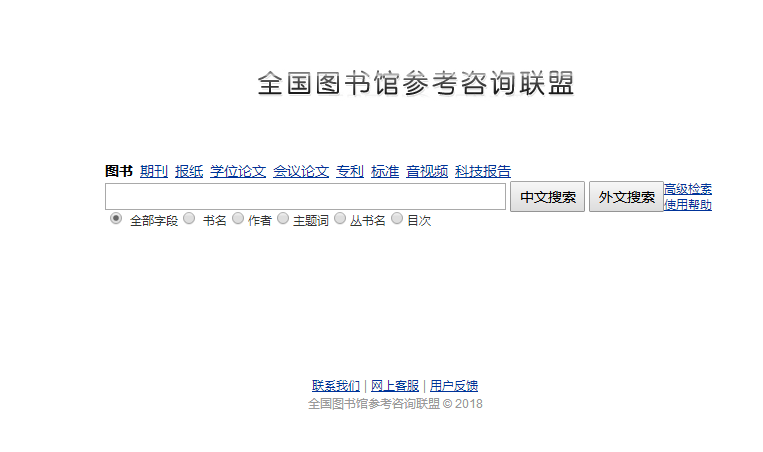 全国图书馆参考咨询联盟
图书 期刊 报纸 学位论文 会议论文 专利 标准 音视频 科技报告
中文搜索 外文搜索 高级检索
使用帮助
全部字段 书名 作者 主题词 丛书名 目次
联系我们 | 网上客服 | 用户反馈
全国图书馆参考咨询联盟 © 2018